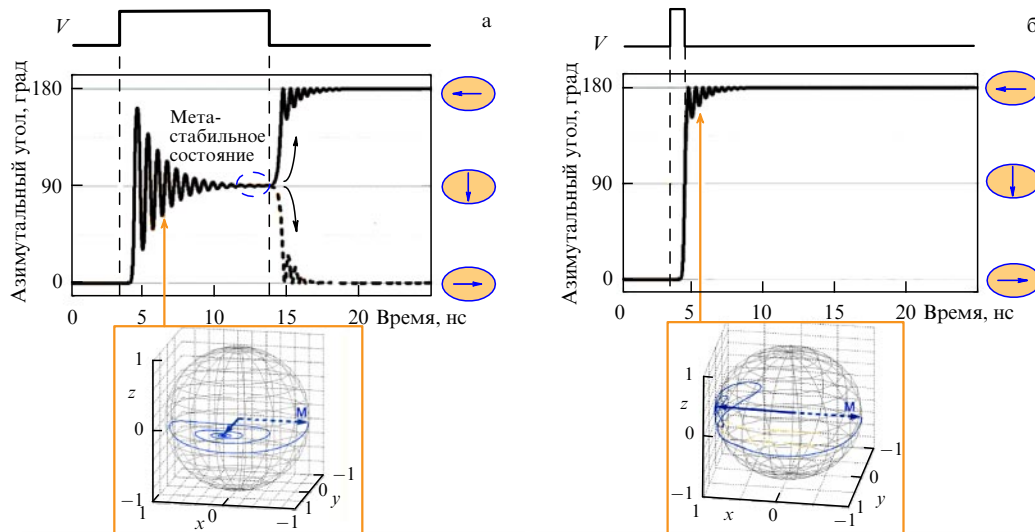 а
V
Азимутальный угол, град
180
90
0
Мета-
стабильное
состояние
0 5 10 15 20 Время, нс
z
1
0
−1
1
x
0
−1
1
y
0
−1
M
б
V
Азимутальный угол, град
180
90
0
0 5 10 15 20 Время, нс
z
1
0
−1
1
x
0
−1
1
y
0
−1
M